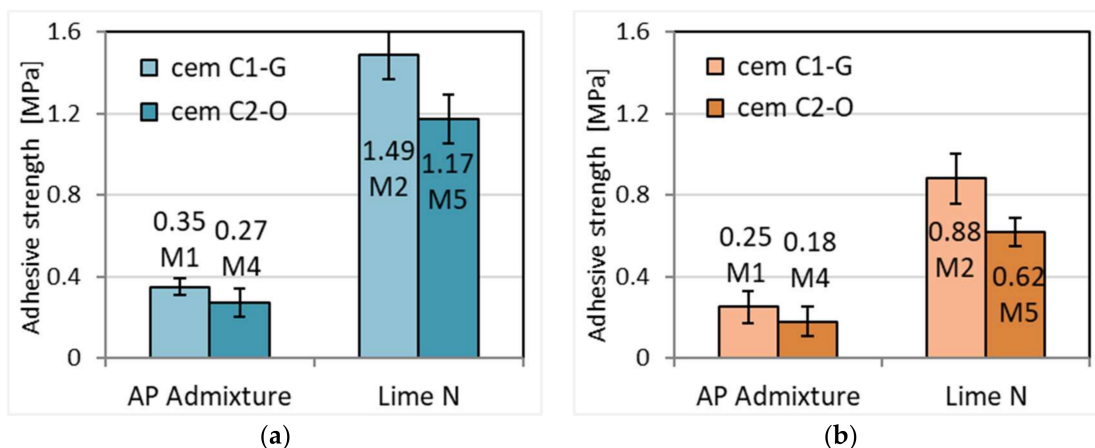 Adhesive strength [MPa]
1.6
1.2
0.8
0.4
0
cem C1-G
cem C2-O
0.35
M1
0.27
M4
1.49
M2
1.17
M5
AP Admixture
Lime N
(a)
Adhesive strength [MPa]
1.6
1.2
0.8
0.4
0
cem C1-G
cem C2-O
0.25
M1
0.18
M4
0.88
M2
0.62
M5
AP Admixture
Lime N
(b)